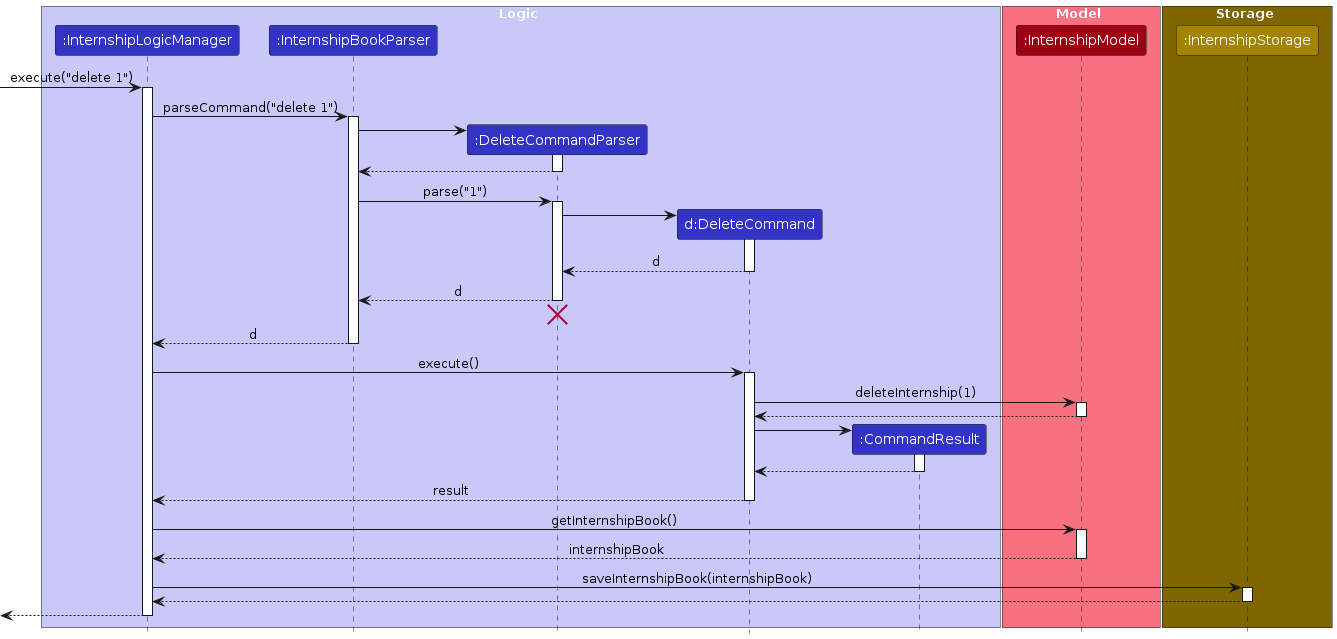 Logic
Model
Storage
:InternshipLogicManager
:InternshipBookParser
:InternshipModel
:InternshipStorage
execute("delete 1")
parseCommand("delete 1")
:DeleteCommandParser
parse("1")
d:DeleteCommand
d
d
d
execute()
deleteInternship(1)
:CommandResult
result
getInternshipBook()
internshipBook
saveInternshipBook(internshipBook)